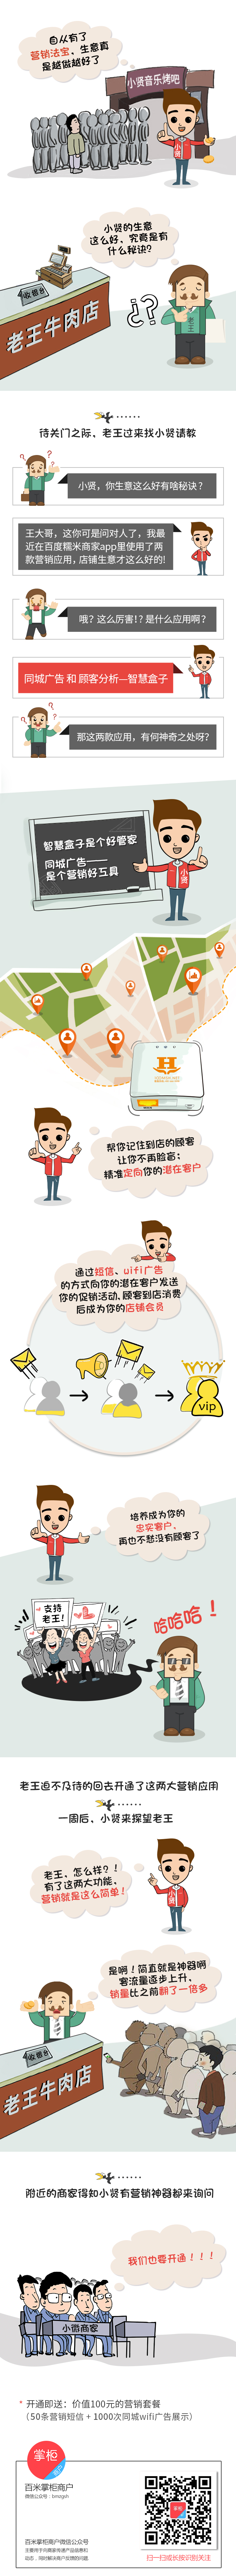 自从有了
营销法宝、生意真
是越做越好了
小贤音乐烤吧
小贤
小贤的生意
这么好、究竟是有
什么秘诀?
收银台
老王牛肉店
¿?
待关门之际、老王过来找小贤请教
小贤，你生意这么好有啥秘诀？
王大哥，这你可是问对人了，我最
近在百度糯米商家app里使用了两
款营销应用，店铺生意才这么好的!
哦？这么厉害!？是什么应用啊？
同城广告 和 顾客分析—智慧盒子
那这两款应用，有何神奇之处呀？
智慧盒子是个好管家
同城广告——
是个营销好工具
小贤
H
帮你记住到店的顾客
让你不再脸盲;
精准定向你的潜在客户
通过短信、wifi广告
的方式向你的潜在客户发送
你的促销活动、顾客到店消费
后成为你的店铺会员
vip
培养成为你的
忠实客户、
再也不愁没有顾客了
支持
老王!
哈哈哈！
老王迫不及待的回去开通了这两大营销应用
一周后、小贤来探望老王
老王、怎么样？！
有了这两大功能、
营销就是这么简单！
小贤
是啊！简直就是神器啊
客流量逐步上升、
销量比之前翻了一倍多
收银台
老王牛肉店
附近的商家得知小贤有营销神器都来询问
我们也要开通！！！
小微商家
* 开通即送：价值100元的营销套餐
（50条营销短信 + 1000次同城wifi广告展示）
掌柜
百米掌柜商户
微信公众号：bmzgsh
百米掌柜商户微信公众号
主要用于向商家传递产品信息和
动态，同时解决商户反馈的问题
扫一扫或长按识别关注